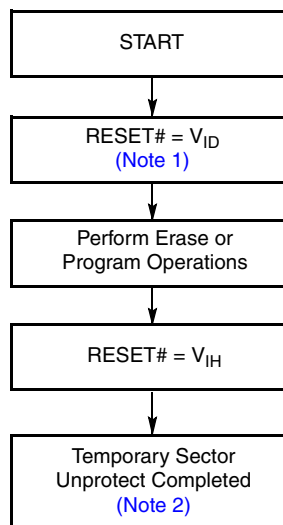 START
RESET# = VID
(Note 1)
Perform Erase or
Program Operations
RESET# = VIH
Temporary Sector
Unprotect Completed
(Note 2)